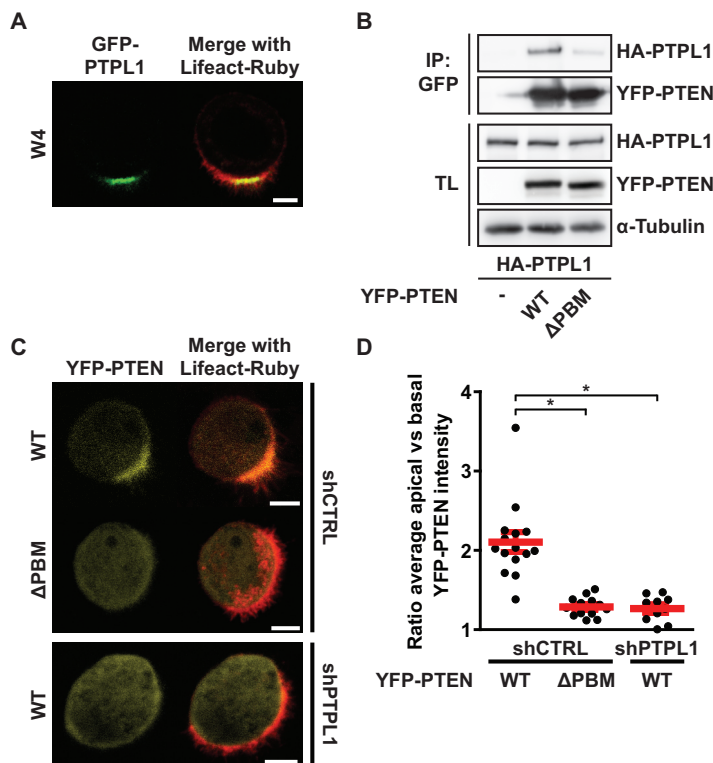 A
GFP-
PTPL1
Merge with
Lifeact-Ruby
W4
B
IP:
GFP
HA-PTPL1
YFP-PTEN
TL
HA-PTPL1
YFP-PTEN
α-Tubulin
HA-PTPL1
YFP-PTEN
-
WT
ΔPBM
C
YFP-PTEN
Merge with
Lifeact-Ruby
WT
ΔPBM
shCTRL
WT
shPTPL1
D
Ratio average apical vs basal
YFP-PTEN intensity
4
3
2
1
*
*
shCTRL
shPTPL1
YFP-PTEN
WT
ΔPBM
WT